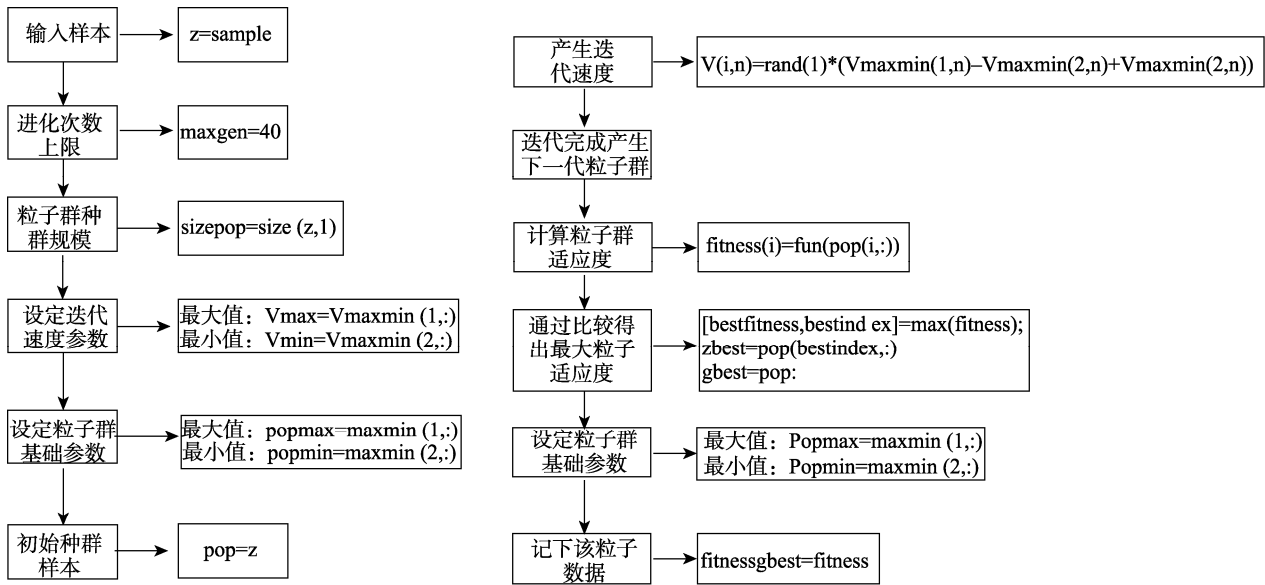 输入样本
z=sample
进化次数
上限
maxgen=40
粒子群种
群规模
sizepop=size (z,1)
设定迭代
速度参数
最大值：Vmax=Vmaxmin (1,:)
最小值：Vmin=Vmaxmin (2,:)
设定粒子群
基础参数
最大值：popmax=maxmin (1,:)
最小值：popmin=maxmin (2,:)
初始种群
样本
pop=z
产生迭
代速度
V(i,n)=rand(1)*(Vmaxmin(1,n)–Vmaxmin(2,n)+Vmaxmin(2,n))
迭代完成产生
下一代粒子群
计算粒子群
适应度
fitness(i)=fun(pop(i,:))
通过比较得
出最大粒子
适应度
[bestfitness,bestind ex]=max(fitness);
zbest=pop(bestindex,:)
gbest=pop:
设定粒子群
基础参数
最大值：Popmax=maxmin (1,:)
最小值：Popmin=maxmin (2,:)
记下该粒子
数据
fitnessgbest=fitness